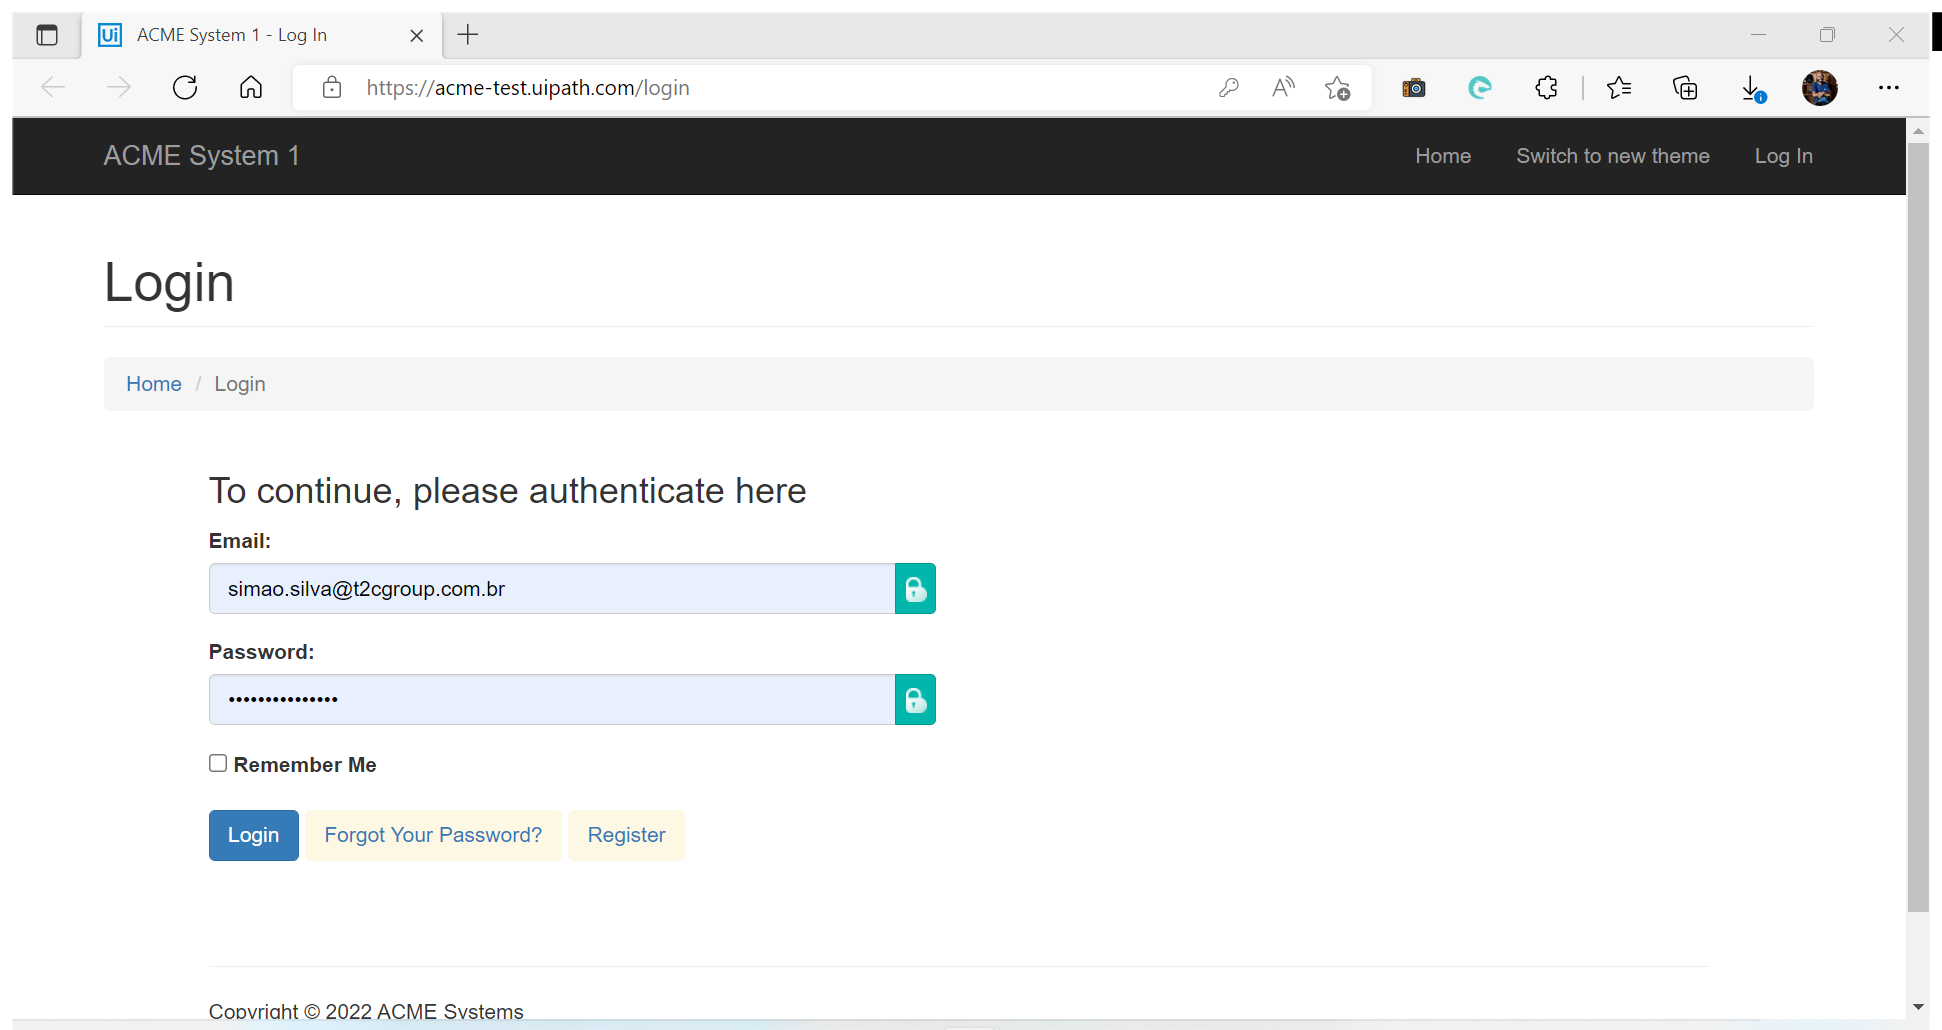 Ui ACME System 1 - Log In
https://acme-test.uipath.com/login
ACME System 1 Home Switch to new theme Log In
Login
Home / Login
To continue, please authenticate here
Email:
simao.silva@t2cgroup.com.br
Password:
•••••••••••••••
Remember Me
Login Forgot Your Password? Register
Copyright © 2022 ACME Systems